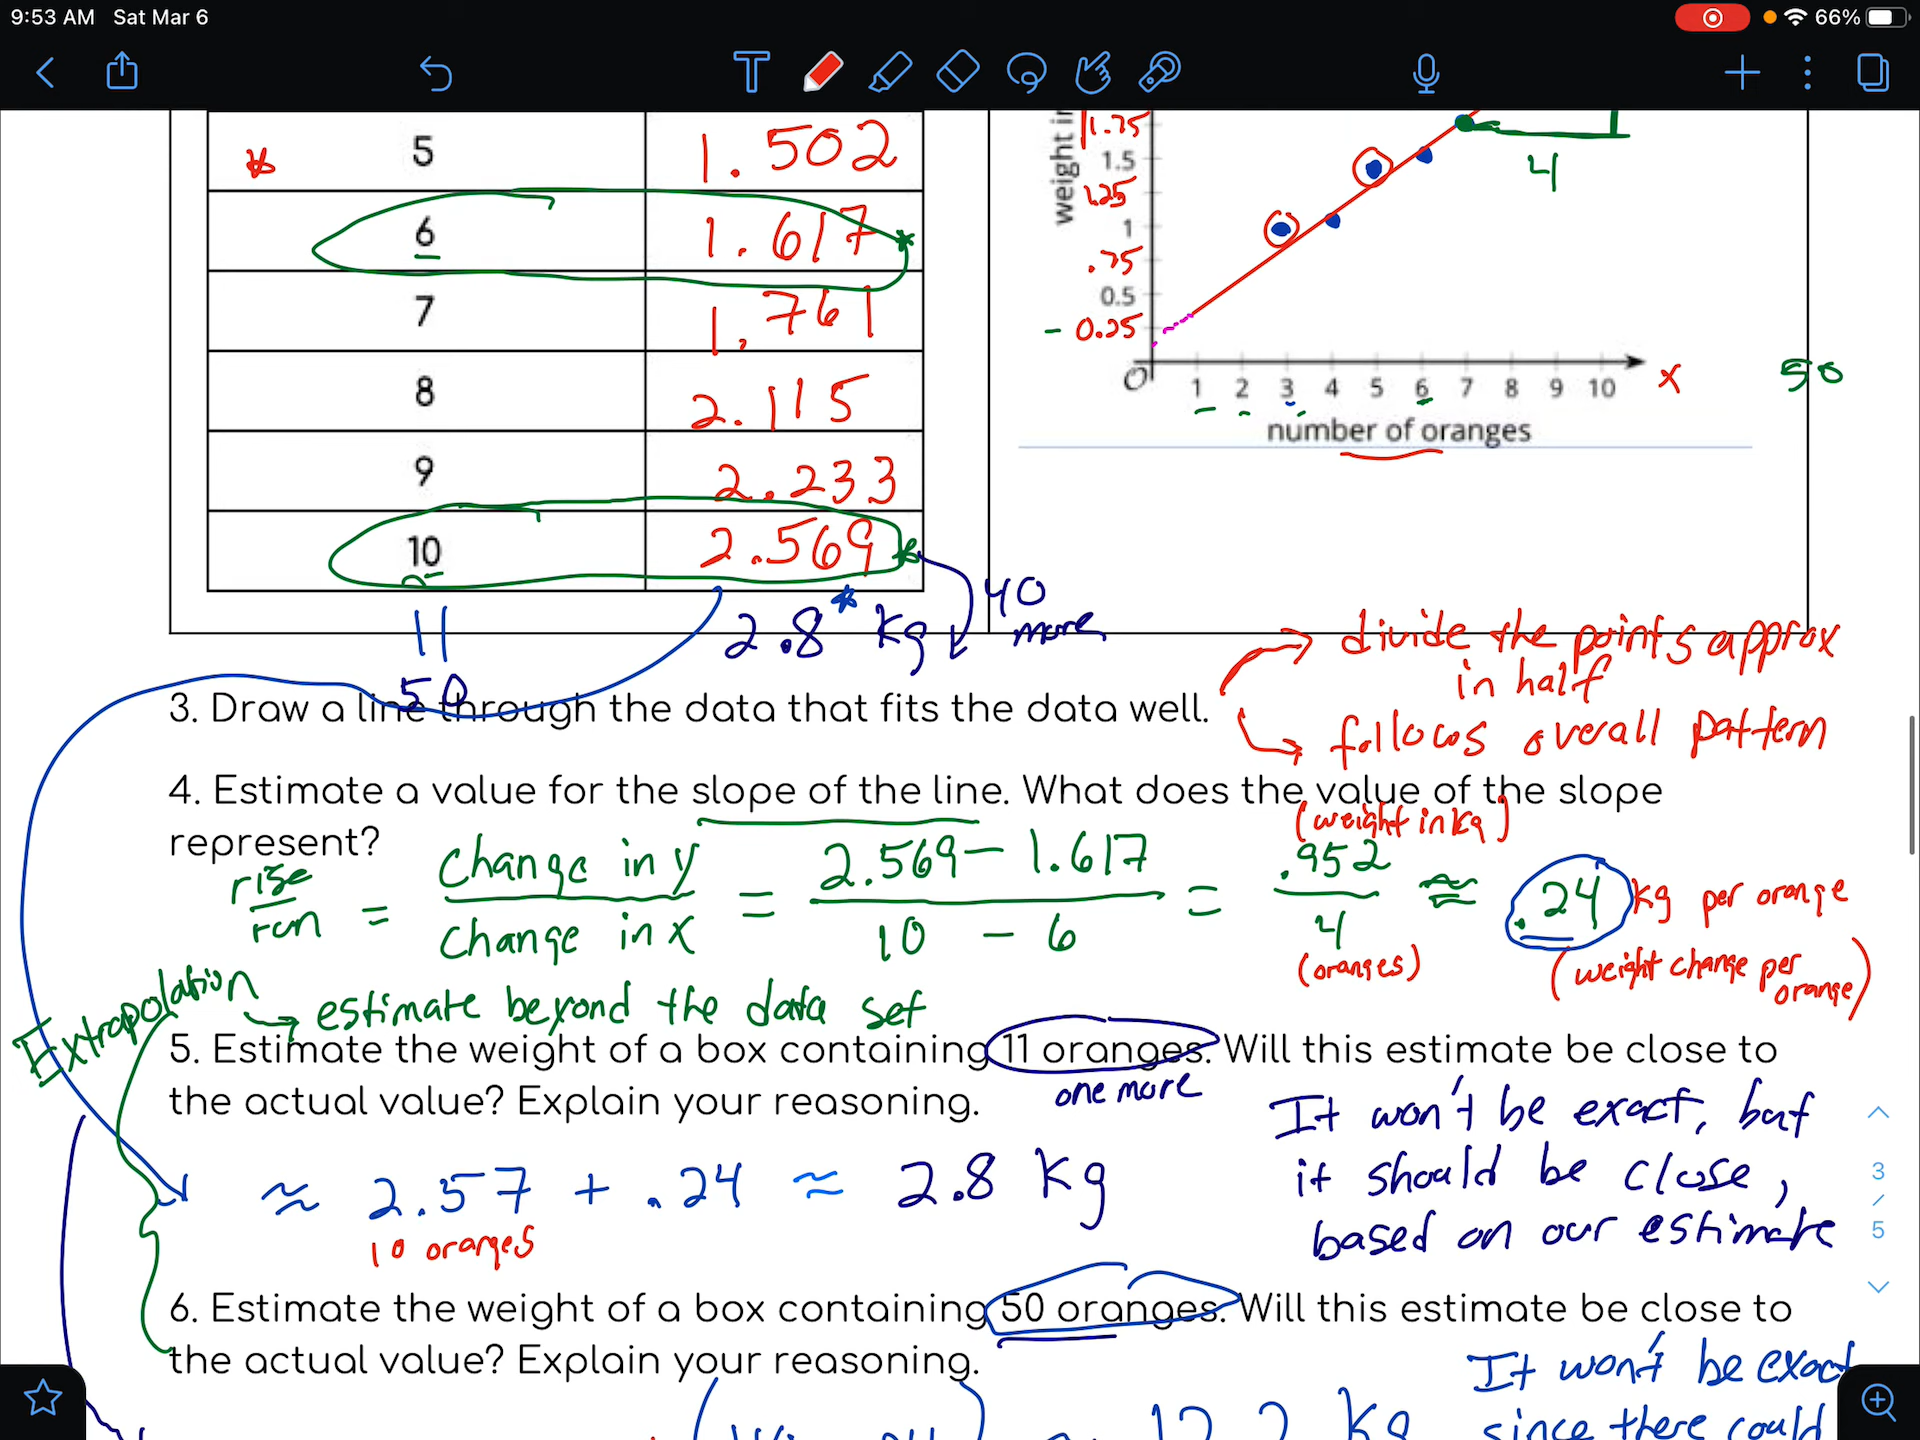 9:53 AM Sat Mar 6
66%
5 1.502
6 1.617
7 1.761
8 2.115
9 2.233
10 2.569
11 2.8 kg
50
40
more
weight in
1.75
1.5
1.25
1
.75
0.5
0.25
0
1 2 3 4 5 6 7 8 9 10 x
number of oranges
4
50
divide the points approx
in half
follows overall pattern
3. Draw a line through the data that fits the data well.
4. Estimate a value for the slope of the line. What does the value of the slope
represent?
rise
run
=
Change in y
Change in x
=
2.569 - 1.617
10 - 6
=
(weight in kg)
.952
4
(oranges)
≈ .24 kg per orange
(weight change per
orange)
Extrapolation
estimate beyond the data set
5. Estimate the weight of a box containing 11 oranges. Will this estimate be close to
one more
the actual value? Explain your reasoning.
It won't be exact, but
it should be close,
based on our estimate
≈ 2.57 + .24 ≈ 2.8 kg
10 oranges
3
/
5
6. Estimate the weight of a box containing 50 oranges. Will this estimate be close to
the actual value? Explain your reasoning.
It won't be exact
since there could
kg